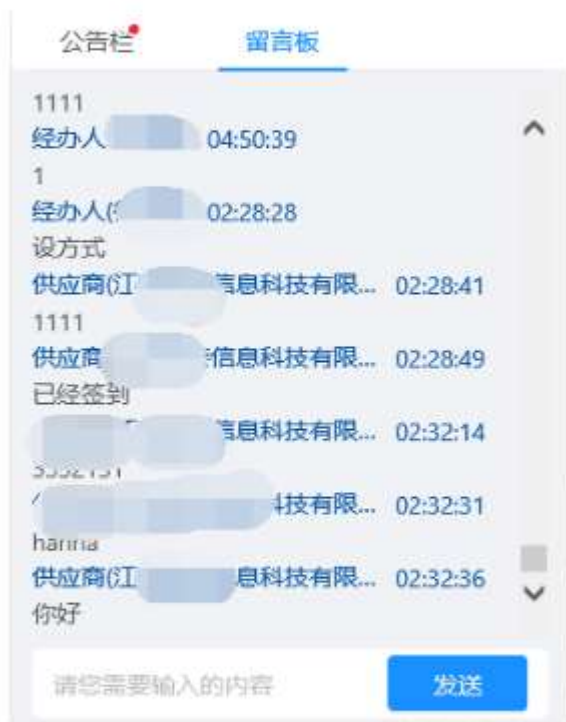 公告栏 留言板
1111
经办人 04:50:39
1
经办人( 02:28:28
设方式
供应商(江 信息科技有限... 02:28:41
1111
供应商 信息科技有限... 02:28:49
已经签到
信息科技有限... 02:32:14
科技有限... 02:32:31
hanna
供应商(江 息科技有限... 02:32:36
你好
请您需要输入的内容 发送